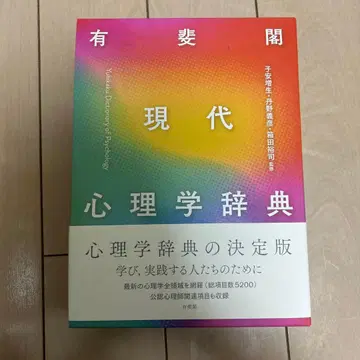 有斐閣
現代
心理学辞典
Yuhikaku Dictionary of Psychology
子安増生・丹野義彦・箱田裕司 監修
心理学辞典の決定版
学び，実践する人たちのために
最新の心理学全領域を網羅（総項目数5200）
公認心理師関連項目も収録
有斐閣